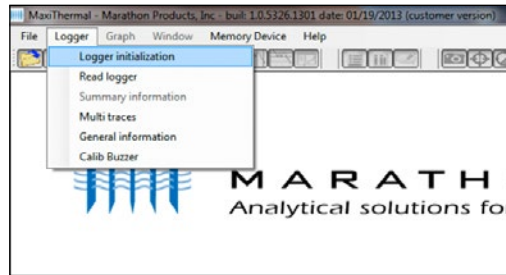 MaxiThermal - Marathon Products, Inc - built: 1.0.5326.1301 date: 01/19/2013 (customer version)
File Logger Graph Window Memory Device Help
Logger initialization
Read logger
Summary information
Multi traces
General information
Calib Buzzer
MARATH
Analytical solutions fo